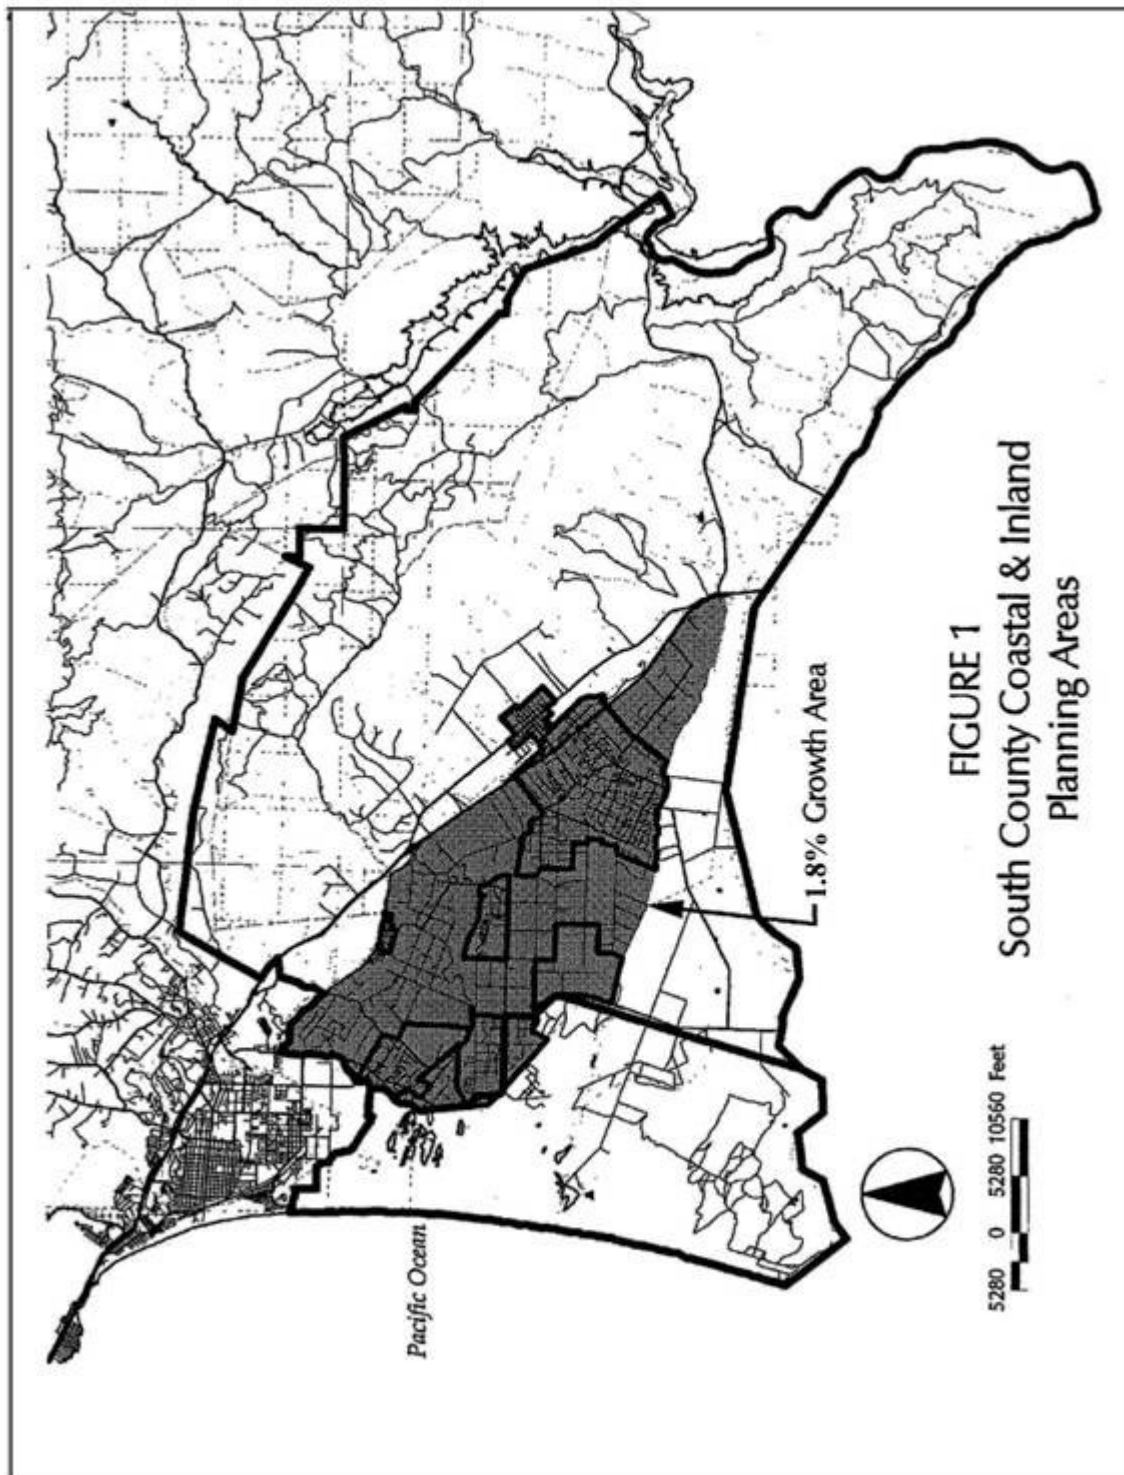 Pacific Ocean
1.8% Growth Area
FIGURE 1
South County Coastal & Inland
Planning Areas
5280 0 5280 10560 Feet